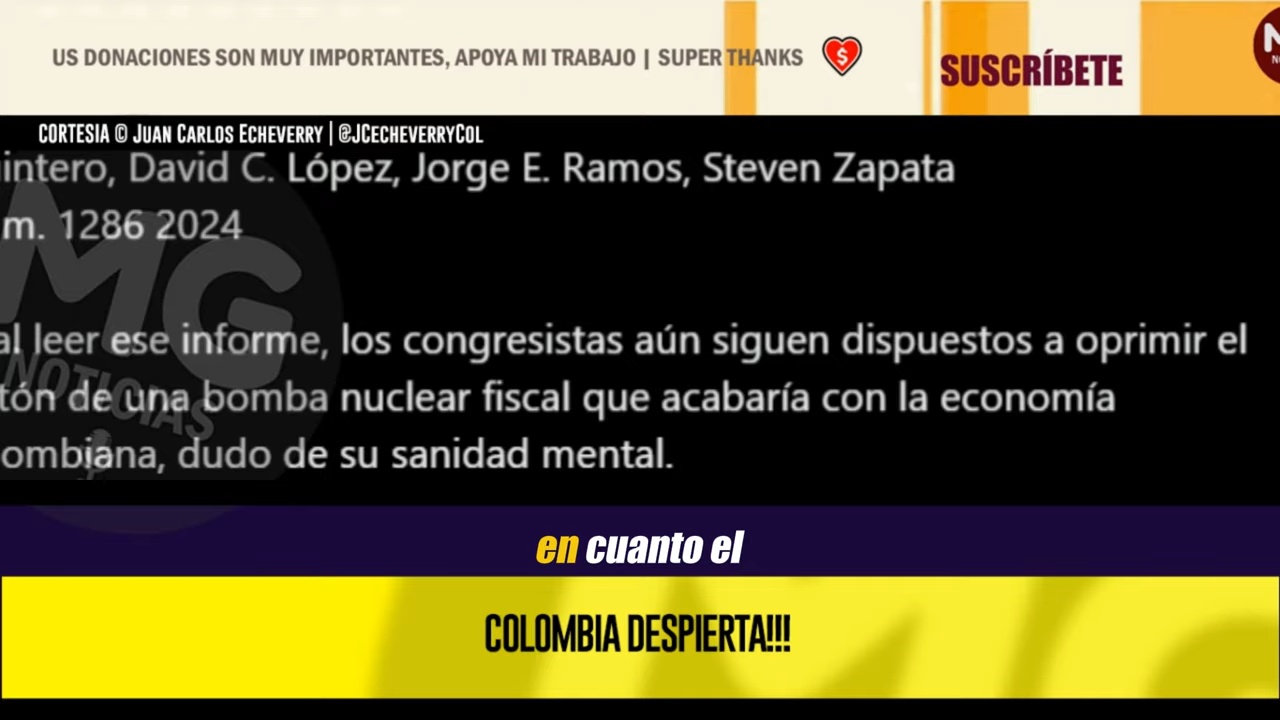 US DONACIONES SON MUY IMPORTANTES, APOYA MI TRABAJO | SUPER THANKS
SUSCRÍBETE
CORTESIA © JUAN CARLOS ECHEVERRY | @JCECHEVERRYCOL
intero, David C. López, Jorge E. Ramos, Steven Zapata
m. 1286 2024
al leer ese informe, los congresistas aún siguen dispuestos a oprimir el
tón de una bomba nuclear fiscal que acabaría con la economía
ombiana, dudo de su sanidad mental.
MG
NOTICIAS
en cuanto el
COLOMBIA DESPIERTA!!!